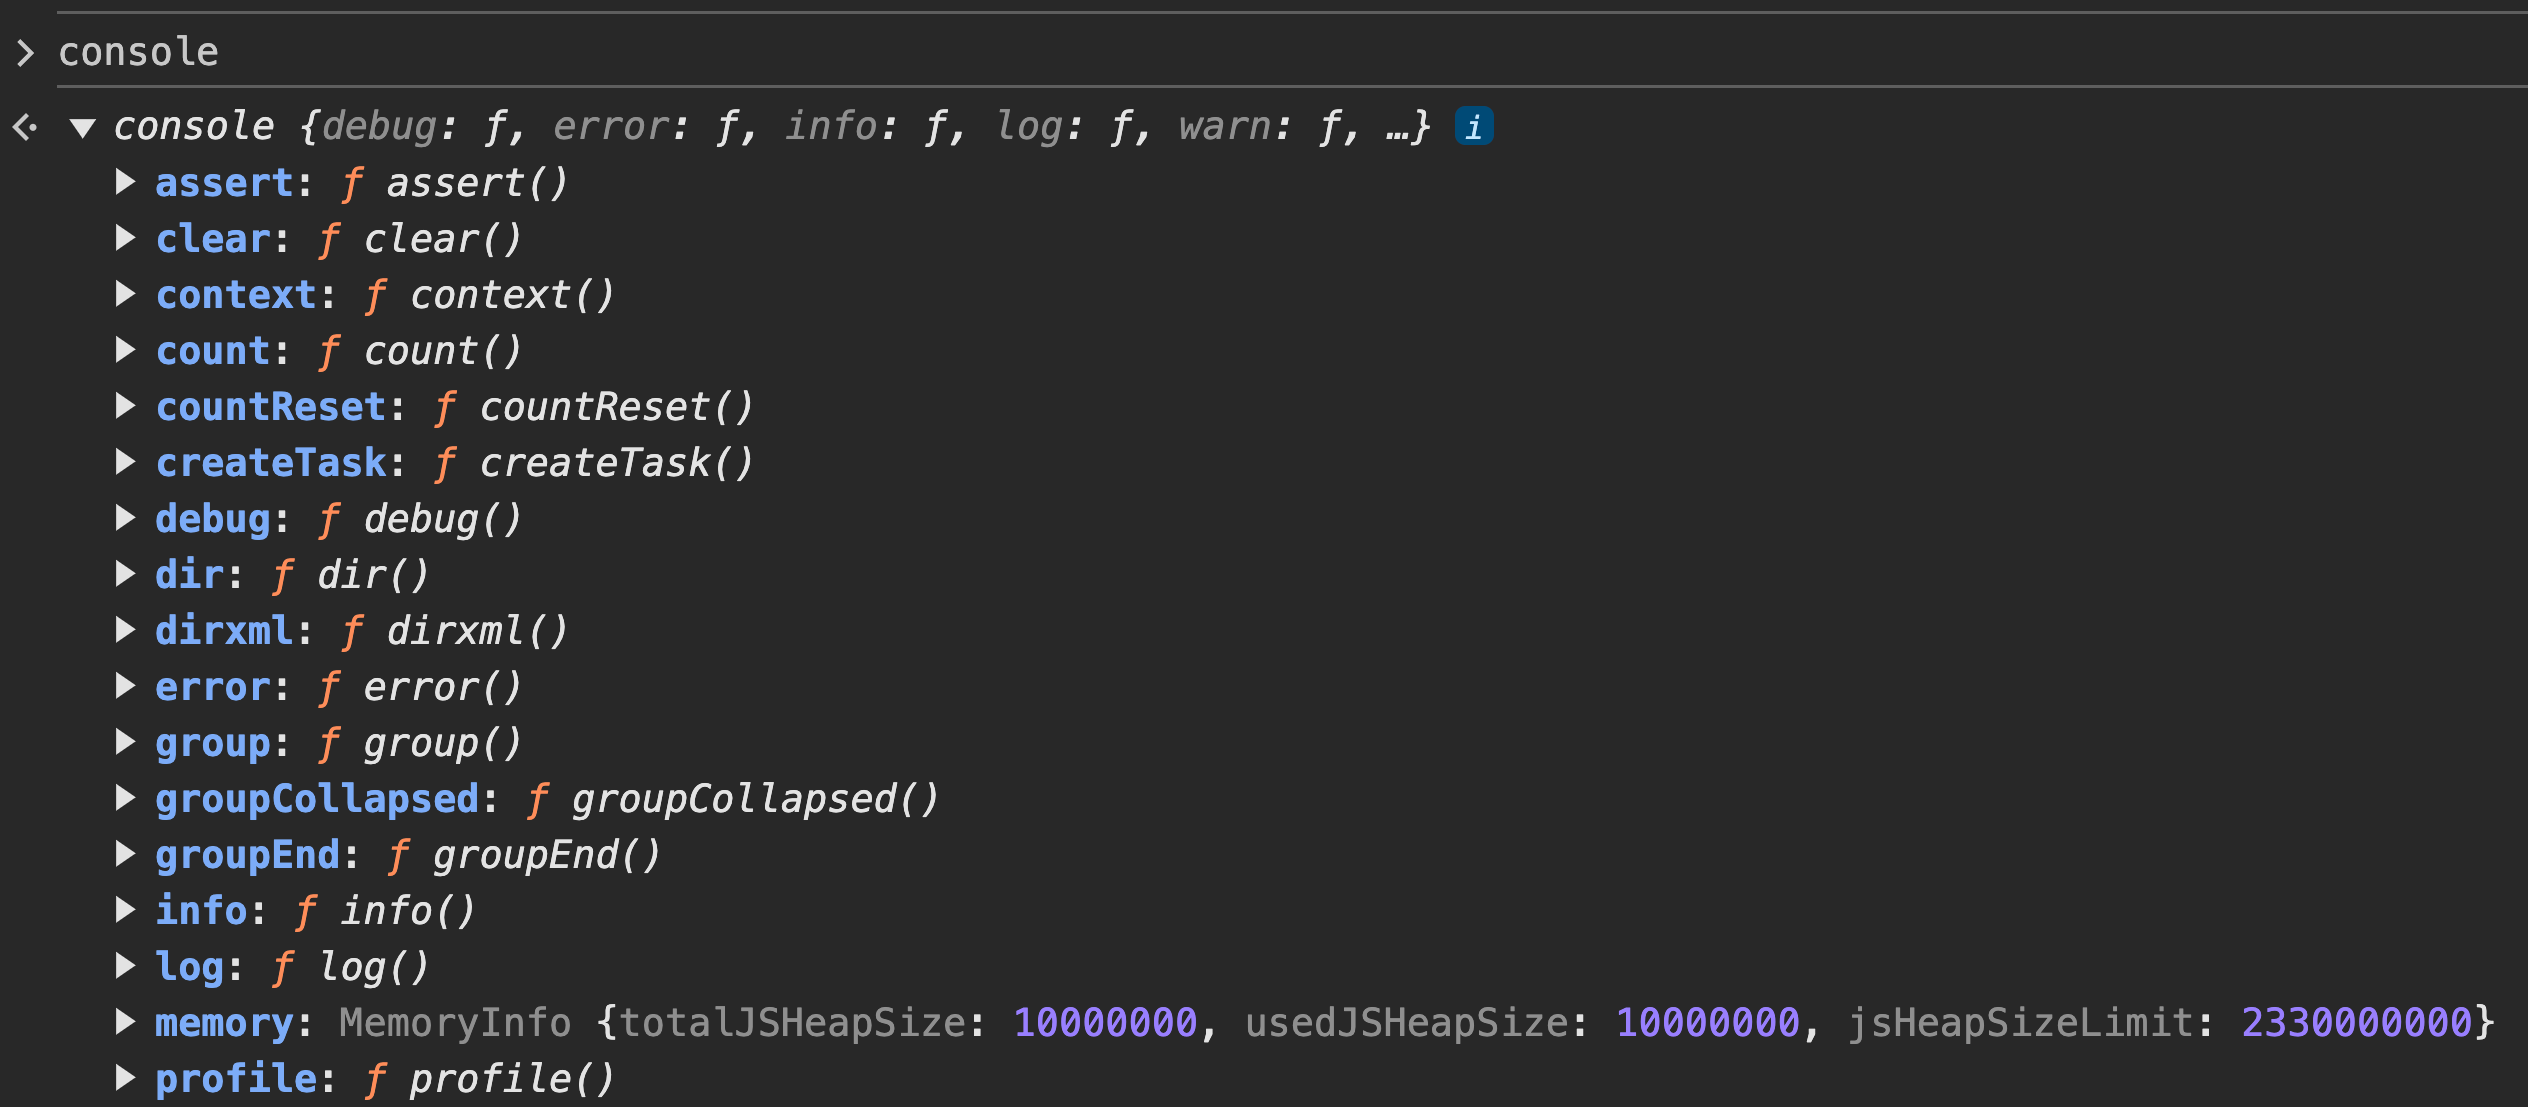 console
console {debug: ƒ, error: ƒ, info: ƒ, log: ƒ, warn: ƒ, …} i
assert: ƒ assert()
clear: ƒ clear()
context: ƒ context()
count: ƒ count()
countReset: ƒ countReset()
createTask: ƒ createTask()
debug: ƒ debug()
dir: ƒ dir()
dirxml: ƒ dirxml()
error: ƒ error()
group: ƒ group()
groupCollapsed: ƒ groupCollapsed()
groupEnd: ƒ groupEnd()
info: ƒ info()
log: ƒ log()
memory: MemoryInfo {totalJSHeapSize: 10000000, usedJSHeapSize: 10000000, jsHeapSizeLimit: 2330000000}
profile: ƒ profile()